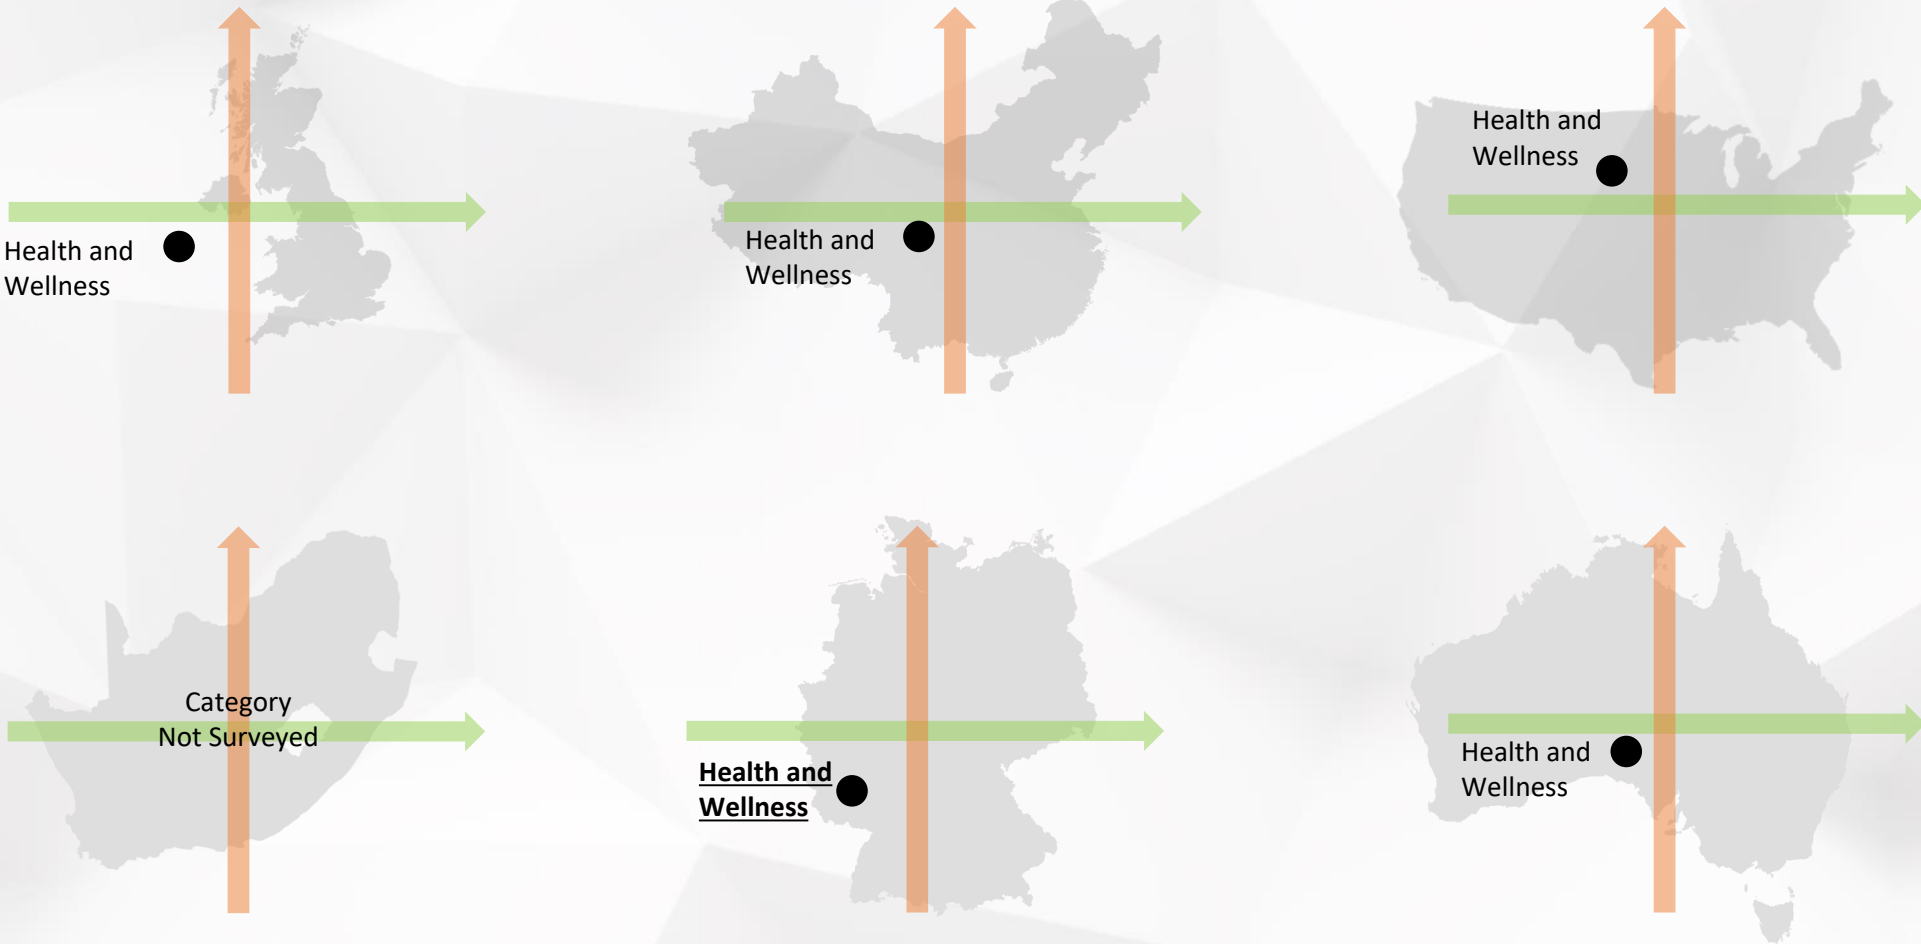 Health and
Wellness
Health and
Wellness
Health and
Wellness
Category
Not Surveyed
Health and
Wellness
Health and
Wellness